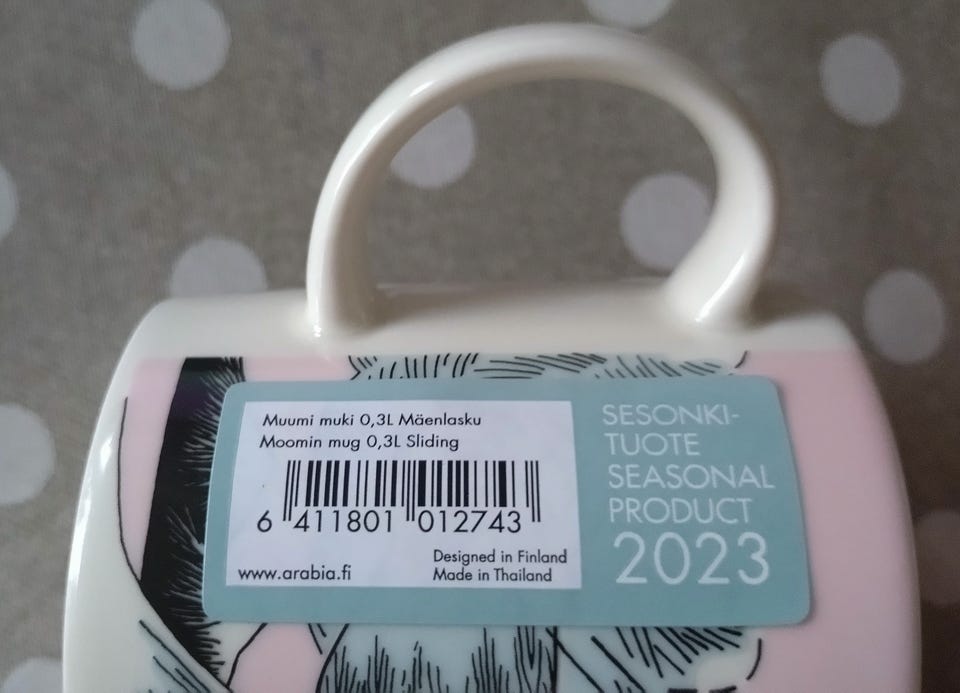 Muumi muki 0,3L Mäenlasku
Moomin mug 0,3L Sliding
6 411801 012743
Designed in Finland
www.arabia.fi Made in Thailand
SESONKI-
TUOTE
SEASONAL
PRODUCT
2023